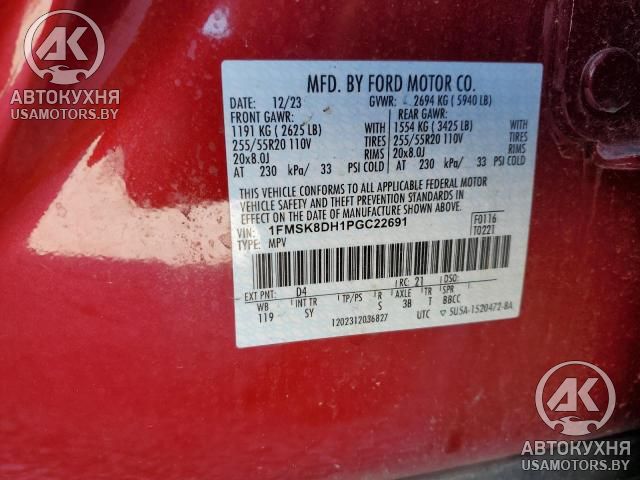 AK
АВТОКУХНЯ
USAMOTORS.BY
MFD. BY FORD MOTOR CO.
DATE: 12/23 GVWR: 2694 KG ( 5940 LB)
FRONT GAWR: REAR GAWR:
1191 KG ( 2625 LB) WITH 1554 KG ( 3425 LB) WITH
255/55R20 110V TIRES 255/55R20 110V TIRES
20x8.0J RIMS 20x8.0J RIMS
AT 230 kPa/ 33 PSI COLD AT 230 kPa/ 33 PSI COLD
THIS VEHICLE CONFORMS TO ALL APPLICABLE FEDERAL MOTOR
VEHICLE SAFETY AND THEFT PREVENTION STANDARDS IN
EFFECT ON THE DATE OF MANUFACTURE SHOWN ABOVE.
VIN: 1FMSK8DH1PGC22691 F0116
TYPE: MPV T0221
EXT PNT: D4 RC: 21 DSO:
WB INT TR TP/PS R AXLE TR SPR
119 SY S 3B T BBCC
1202312036827 UTC 5U5A-1520472-BA
AK
АВТОКУХНЯ
USAMOTORS.BY